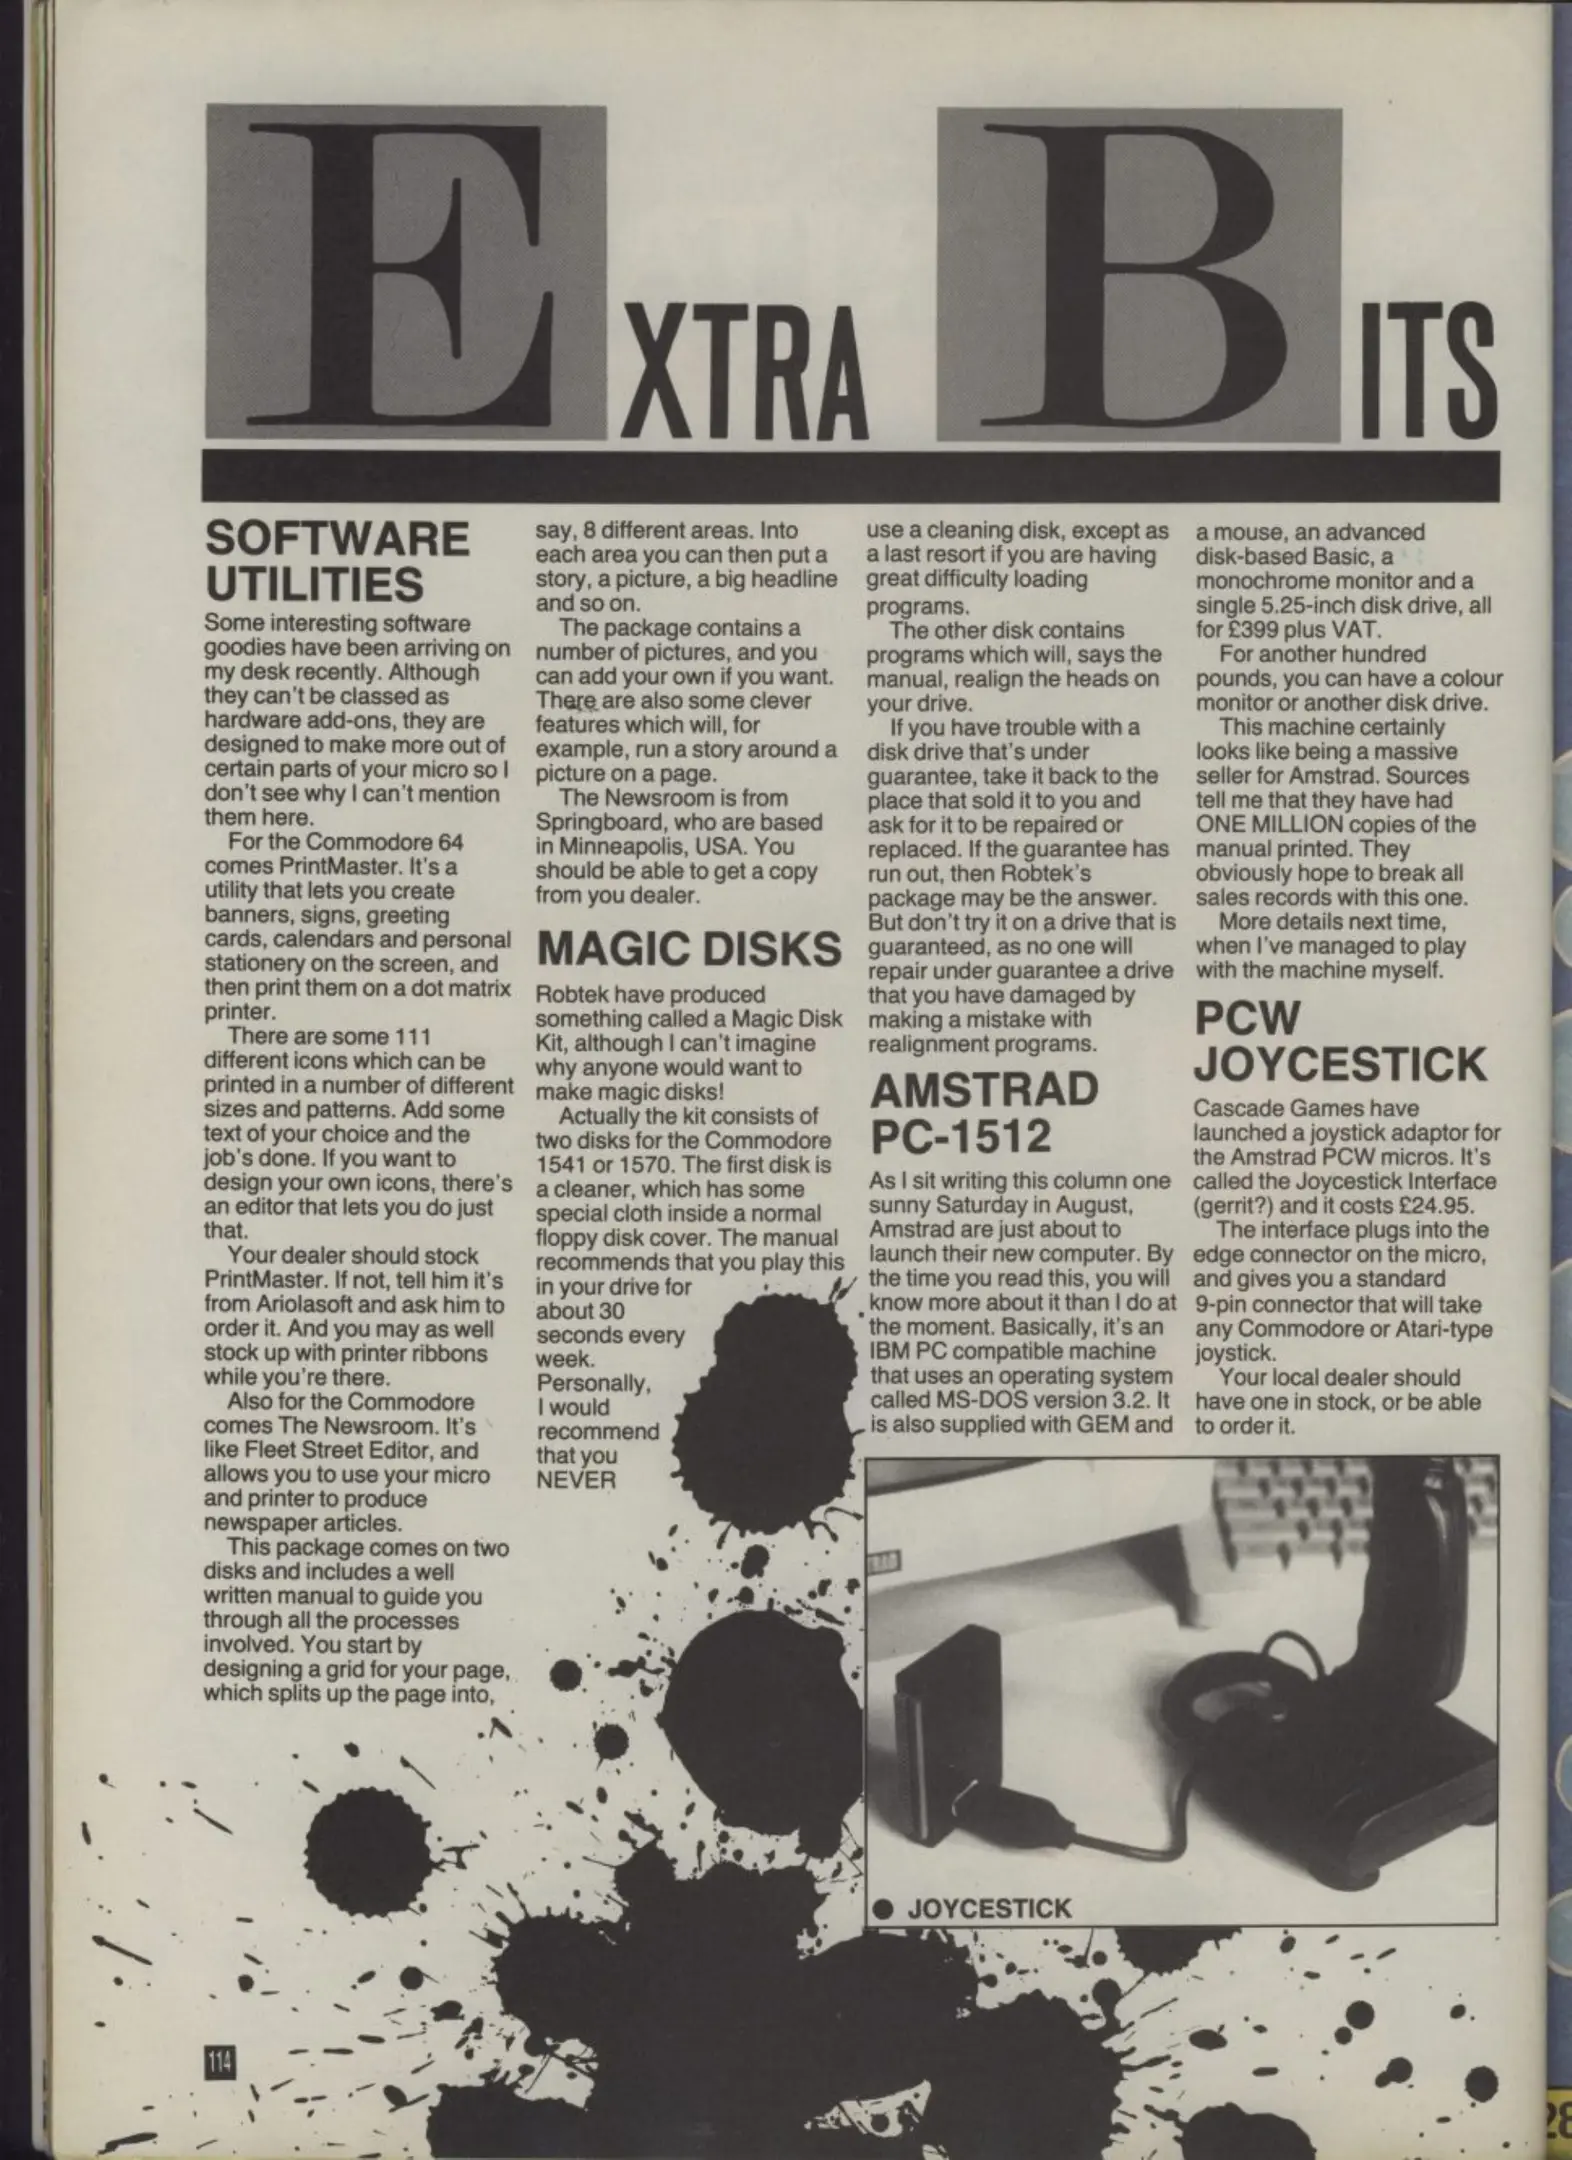 EXTRA BITS
SOFTWARE
UTILITIES
Some interesting software
goodies have been arriving on
my desk recently. Although
they can't be classed as
hardware add-ons, they are
designed to make more out of
certain parts of your micro so I
don't see why I can't mention
them here.
For the Commodore 64
comes PrintMaster. It's a
utility that lets you create
banners, signs, greeting
cards, calendars and personal
stationery on the screen, and
then print them on a dot matrix
printer.
There are some 111
different icons which can be
printed in a number of different
sizes and patterns. Add some
text of your choice and the
job's done. If you want to
design your own icons, there's
an editor that lets you do just
that.
Your dealer should stock
PrintMaster. If not, tell him it's
from Ariolasoft and ask him to
order it. And you may as well
stock up with printer ribbons
while you're there.
Also for the Commodore
comes The Newsroom. It's
like Fleet Street Editor, and
allows you to use your micro
and printer to produce
newspaper articles.
This package comes on two
disks and includes a well
written manual to guide you
through all the processes
involved. You start by
designing a grid for your page,
which splits up the page into,
say, 8 different areas. Into
each area you can then put a
story, a picture, a big headline
and so on.
The package contains a
number of pictures, and you
can add your own if you want.
There are also some clever
features which will, for
example, run a story around a
picture on a page.
The Newsroom is from
Springboard, who are based
in Minneapolis, USA. You
should be able to get a copy
from you dealer.
MAGIC DISKS
Robtek have produced
something called a Magic Disk
Kit, although I can't imagine
why anyone would want to
make magic disks!
Actually the kit consists of
two disks for the Commodore
1541 or 1570. The first disk is
a cleaner, which has some
special cloth inside a normal
floppy disk cover. The manual
recommends that you play this
in your drive for
about 30
seconds every
week.
Personally,
I would
recommend
that you
NEVER
use a cleaning disk, except as
a last resort if you are having
great difficulty loading
programs.
The other disk contains
programs which will, says the
manual, realign the heads on
your drive.
If you have trouble with a
disk drive that's under
guarantee, take it back to the
place that sold it to you and
ask for it to be repaired or
replaced. If the guarantee has
run out, then Robtek's
package may be the answer.
But don't try it on a drive that is
guaranteed, as no one will
repair under guarantee a drive
that you have damaged by
making a mistake with
realignment programs.
AMSTRAD
PC-1512
As I sit writing this column one
sunny Saturday in August,
Amstrad are just about to
launch their new computer. By
the time you read this, you will
know more about it than I do at
the moment. Basically, it's an
IBM PC compatible machine
that uses an operating system
called MS-DOS version 3.2. It
is also supplied with GEM and
a mouse, an advanced
disk-based Basic, a
monochrome monitor and a
single 5.25-inch disk drive, all
for £399 plus VAT.
For another hundred
pounds, you can have a colour
monitor or another disk drive.
This machine certainly
looks like being a massive
seller for Amstrad. Sources
tell me that they have had
ONE MILLION copies of the
manual printed. They
obviously hope to break all
sales records with this one.
More details next time,
when I've managed to play
with the machine myself.
PCW
JOYCESTICK
Cascade Games have
launched a joystick adaptor for
the Amstrad PCW micros. It's
called the Joycestick Interface
(gerrit?) and it costs £24.95.
The interface plugs into the
edge connector on the micro,
and gives you a standard
9-pin connector that will take
any Commodore or Atari-type
joystick.
Your local dealer should
have one in stock, or be able
to order it.
● JOYCESTICK
114